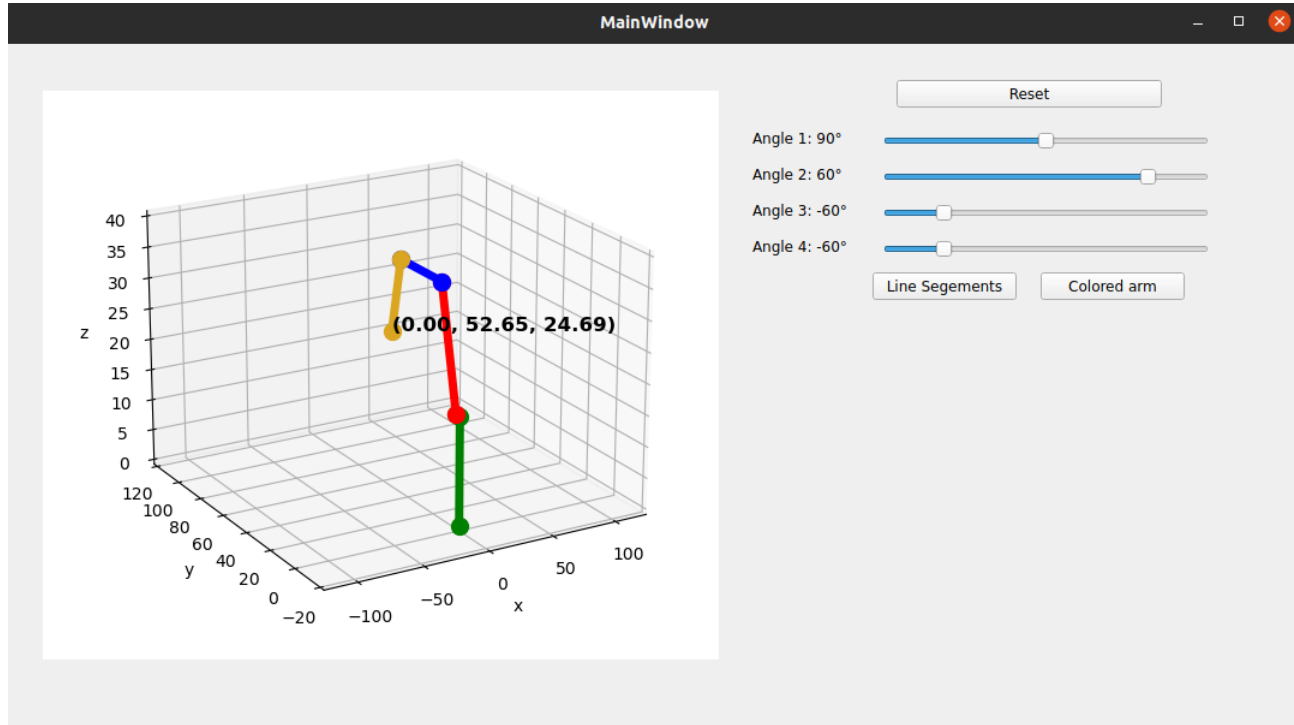 MainWindow
Reset
Angle 1: 90°
Angle 2: 60°
Angle 3: -60°
Angle 4: -60°
Line Segements
Colored arm
(0.00, 52.65, 24.69)
40
35
30
25
20
15
10
5
0
z
120
100
80
60
40
20
0
−20
y
−100
−50
0
50
100
x